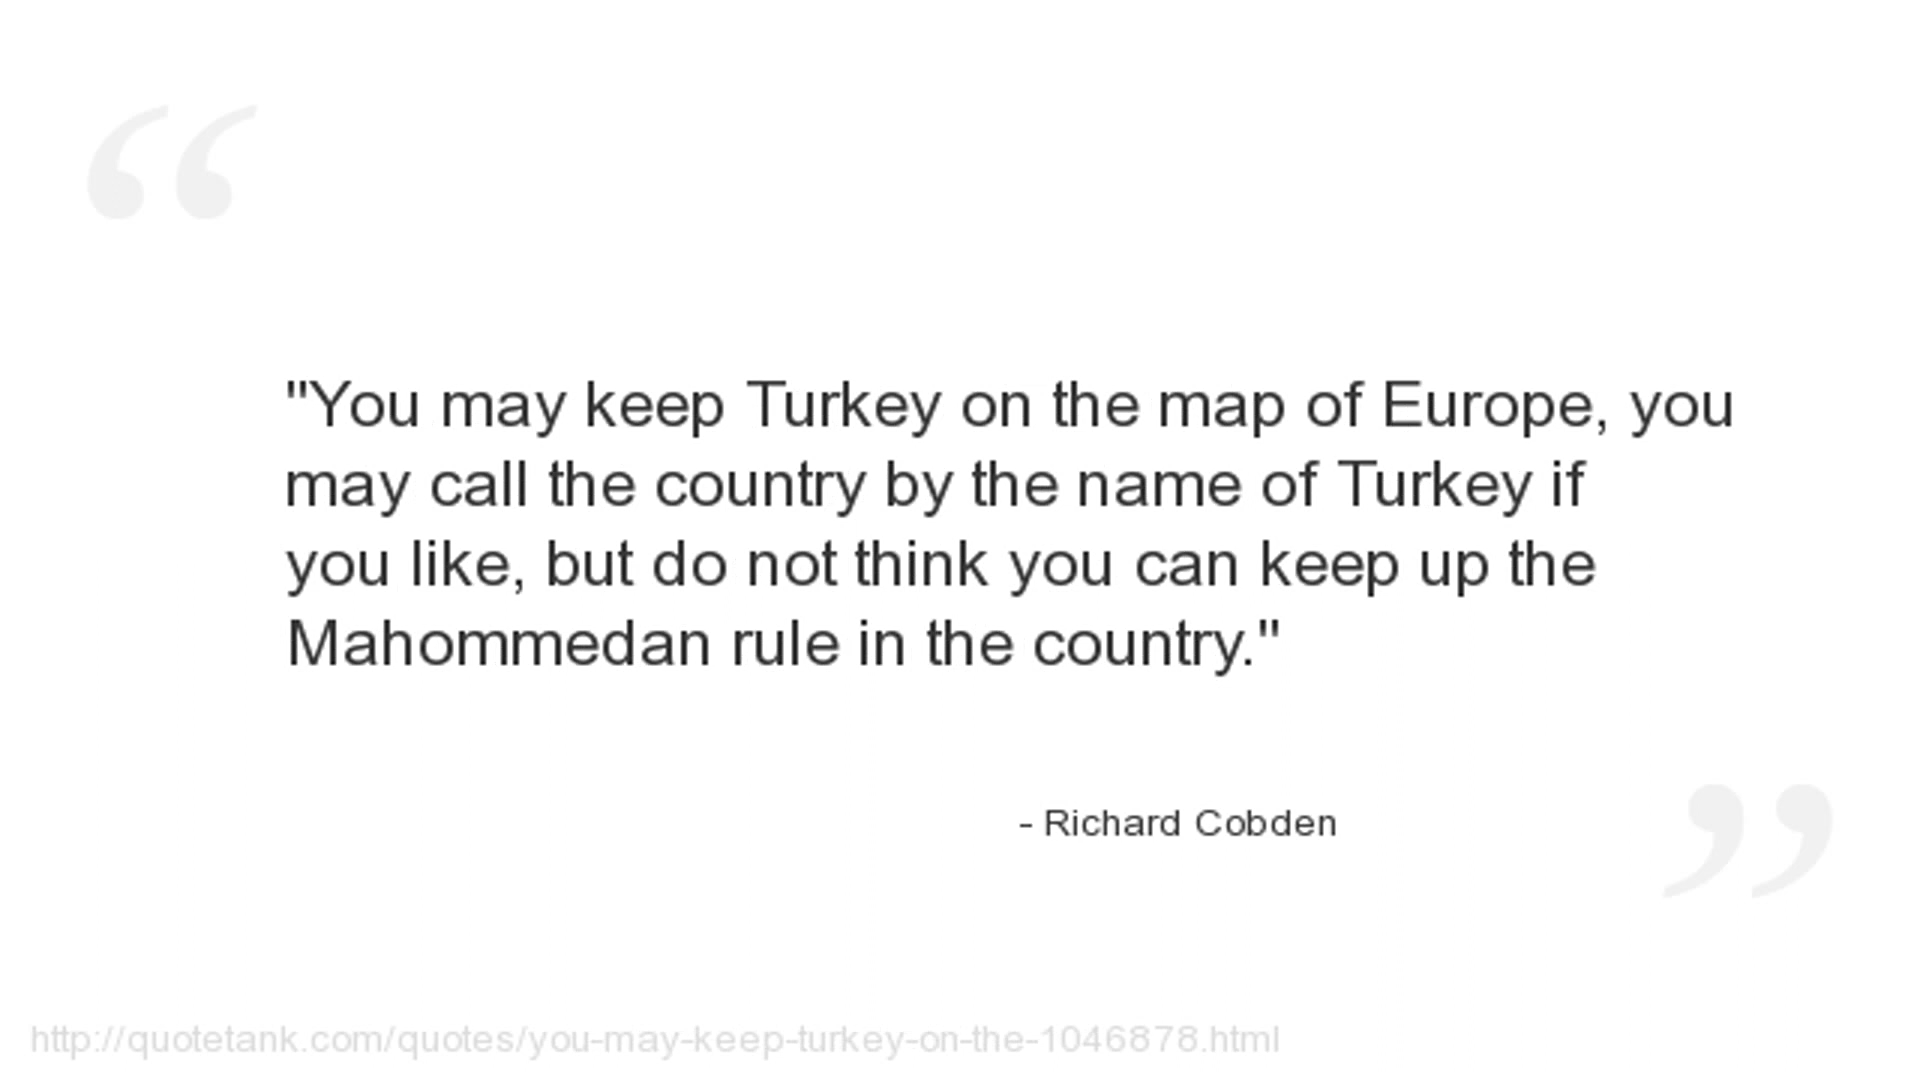 "You may keep Turkey on the map of Europe, you
may call the country by the name of Turkey if
you like, but do not think you can keep up the
Mahommedan rule in the country."
- Richard Cobden
http://quotetank.com/quotes/you-may-keep-turkey-on-the-1046878.html